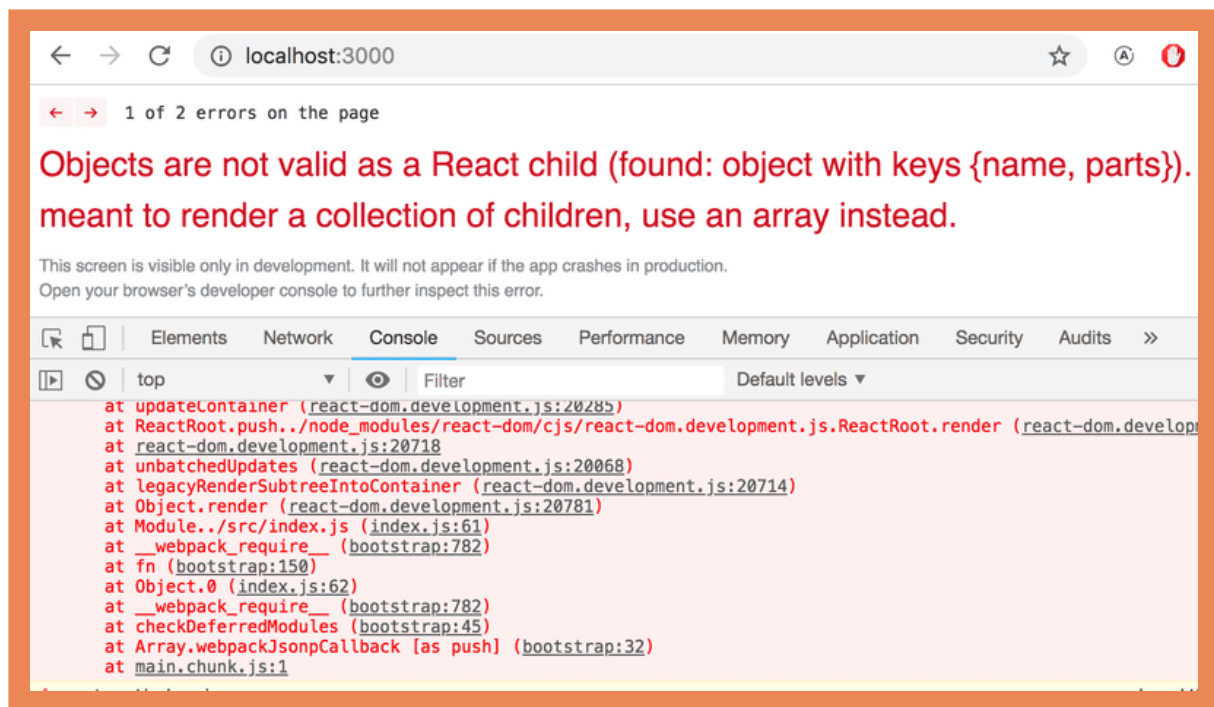 localhost:3000
1 of 2 errors on the page
Objects are not valid as a React child (found: object with keys {name, parts}).
meant to render a collection of children, use an array instead.
This screen is visible only in development. It will not appear if the app crashes in production.
Open your browser's developer console to further inspect this error.
Elements Network Console Sources Performance Memory Application Security Audits »
top Filter Default levels ▼
at updateContainer (react-dom.development.js:20285)
at ReactRoot.push../node_modules/react-dom/cjs/react-dom.development.js.ReactRoot.render (react-dom.develop
at react-dom.development.js:20718
at unbatchedUpdates (react-dom.development.js:20068)
at legacyRenderSubtreeIntoContainer (react-dom.development.js:20714)
at Object.render (react-dom.development.js:20781)
at Module../src/index.js (index.js:61)
at __webpack_require__ (bootstrap:782)
at fn (bootstrap:150)
at Object.0 (index.js:62)
at __webpack_require__ (bootstrap:782)
at checkDeferredModules (bootstrap:45)
at Array.webpackJsonpCallback [as push] (bootstrap:32)
at main.chunk.js:1